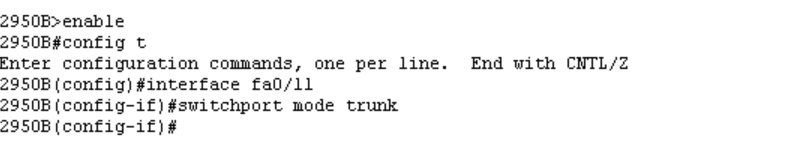 2950B>enable
2950B#config t
Enter configuration commands, one per line.  End with CNTL/Z
2950B(config)#interface fa0/11
2950B(config-if)#switchport mode trunk
2950B(config-if)#